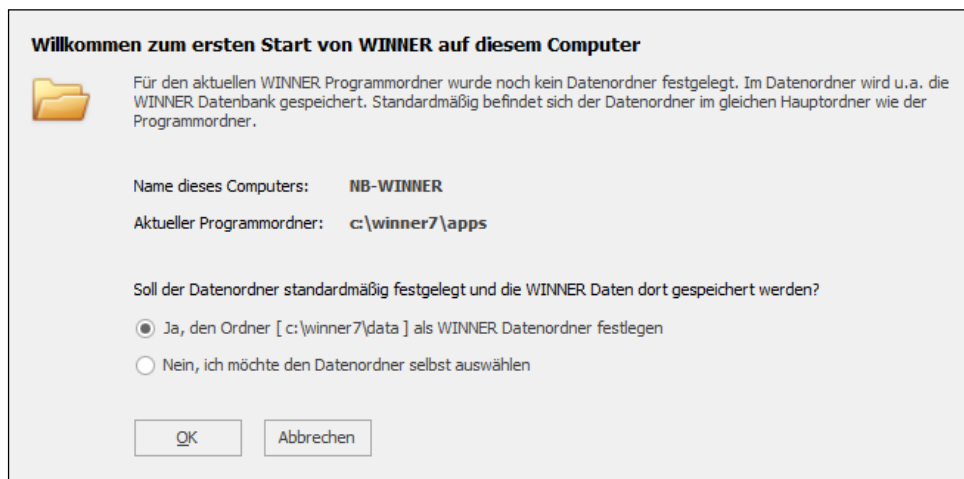 Willkommen zum ersten Start von WINNER auf diesem Computer
Für den aktuellen WINNER Programmordner wurde noch kein Datenordner festgelegt. Im Datenordner wird u.a. die
WINNER Datenbank gespeichert. Standardmäßig befindet sich der Datenordner im gleichen Hauptordner wie der
Programmordner.
Name dieses Computers: NB-WINNER
Aktueller Programmordner: c:\winner7\apps
Soll der Datenordner standardmäßig festgelegt und die WINNER Daten dort gespeichert werden?
Ja, den Ordner [ c:\winner7\data ] als WINNER Datenordner festlegen
Nein, ich möchte den Datenordner selbst auswählen
OK Abbrechen